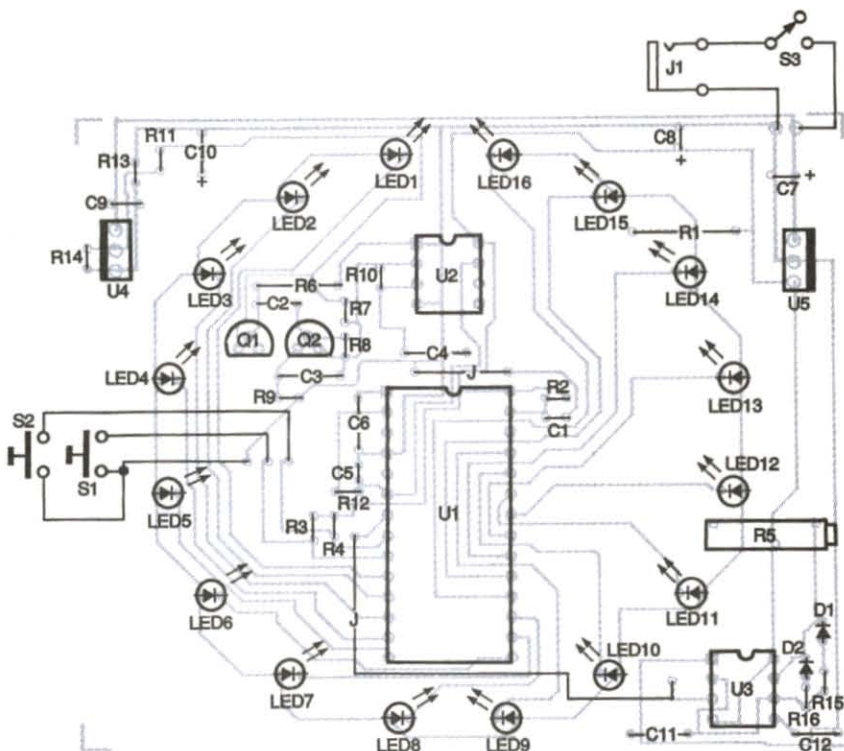 S3
J1
R11
C10
C8
R13
C7
C9
LED1
LED16
LED2
LED15
R1
R14
U4
LED3
R10
U2
LED14
U5
R6
C2
R7
Q1
Q2
R8
C4
LED4
C3
J
R2
LED13
R9
S2
C6
C1
S1
C5
LED12
LED5
R12
U1
R3
R4
R5
LED6
LED11
D1
J
LED10
D2
LED7
U3
R15
R16
LED8
LED9
C11
C12